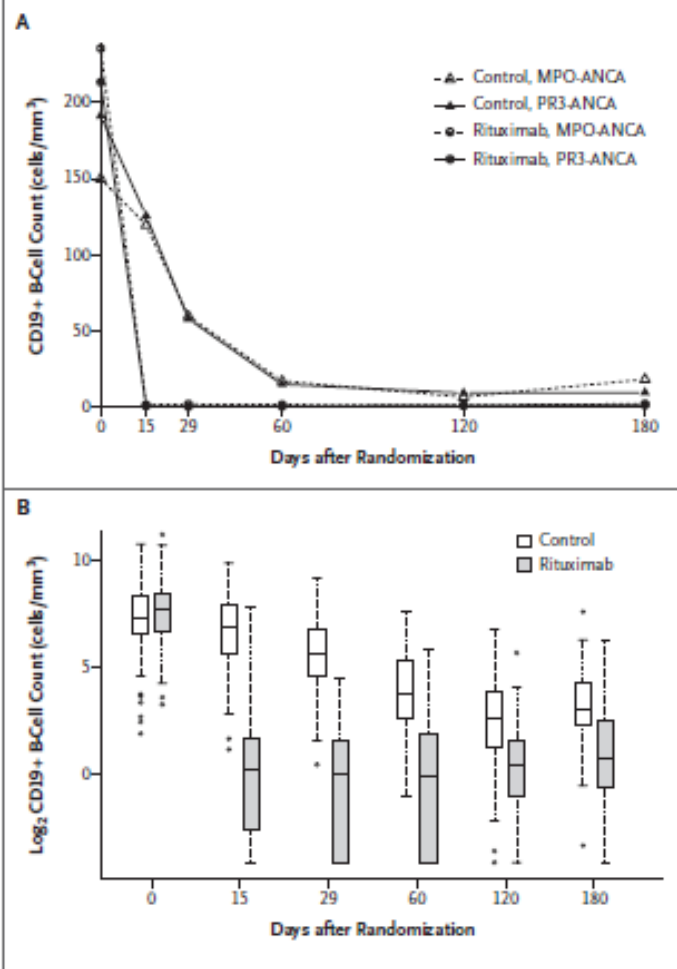 A
CD19+ B-Cell Count (cells/mm³)
200
150
100
50
0
0 15 29 60 120 180
Days after Randomization
Control, MPO-ANCA
Control, PR3-ANCA
Rituximab, MPO-ANCA
Rituximab, PR3-ANCA
B
Log₂ CD19+ B-Cell Count (cells/mm³)
10
5
0
0 15 29 60 120 180
Days after Randomization
Control
Rituximab